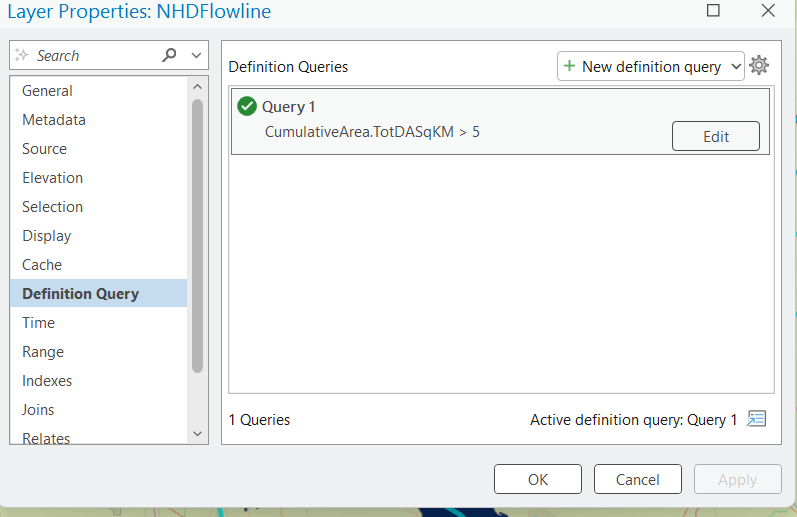 Layer Properties: NHDFlowline
Search
General
Metadata
Source
Elevation
Selection
Display
Cache
Definition Query
Time
Range
Indexes
Joins
Relates
Definition Queries
New definition query
Query 1
CumulativeArea.TotDASqKM > 5
Edit
1 Queries
Active definition query: Query 1
OK
Cancel
Apply